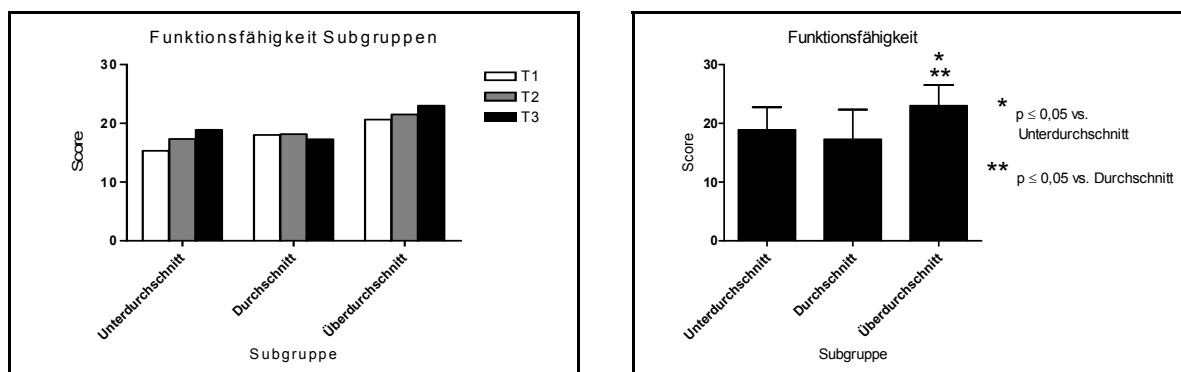 Funktionsfähigkeit Subgruppen
30
20
10
0
Score
T1
T2
T3
Unterdurchschnitt
Durchschnitt
Überdurchschnitt
Subgruppe
Funktionsfähigkeit
30
20
10
0
Score
*
**
Unterdurchschnitt
Durchschnitt
Überdurchschnitt
Subgruppe
* p ≤ 0,05 vs.
Unterdurchschnitt
** p ≤ 0,05 vs. Durchschnitt